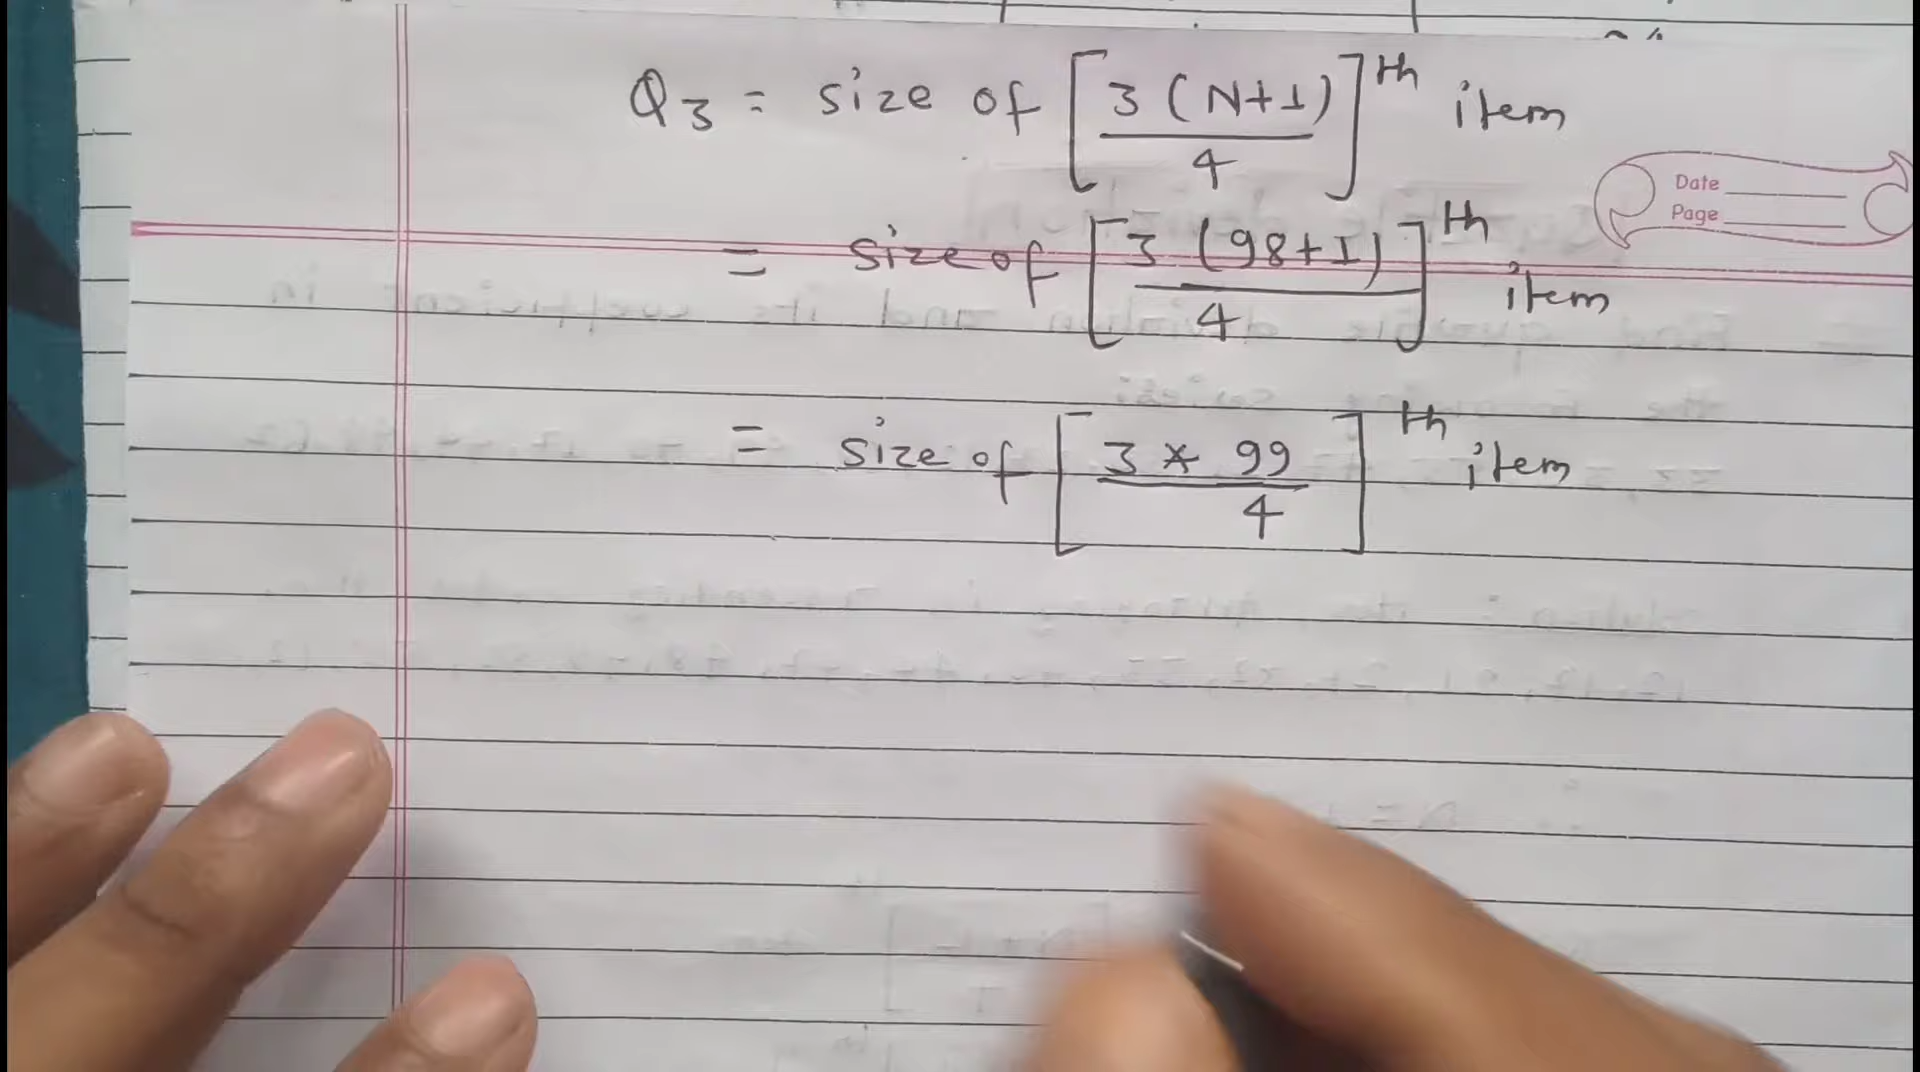 Q3 = size of [3 (N+1) / 4]th item
Date
Page
= size of [3 (98+1) / 4]th item
= size of [3 * 99 / 4]th item